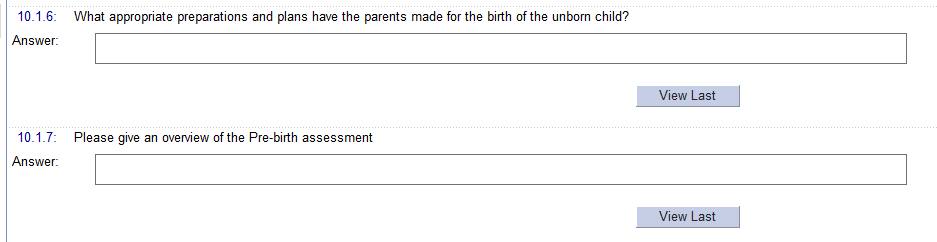 10.1.6: What appropriate preparations and plans have the parents made for the birth of the unborn child?
Answer:
View Last
10.1.7: Please give an overview of the Pre-birth assessment
Answer:
View Last